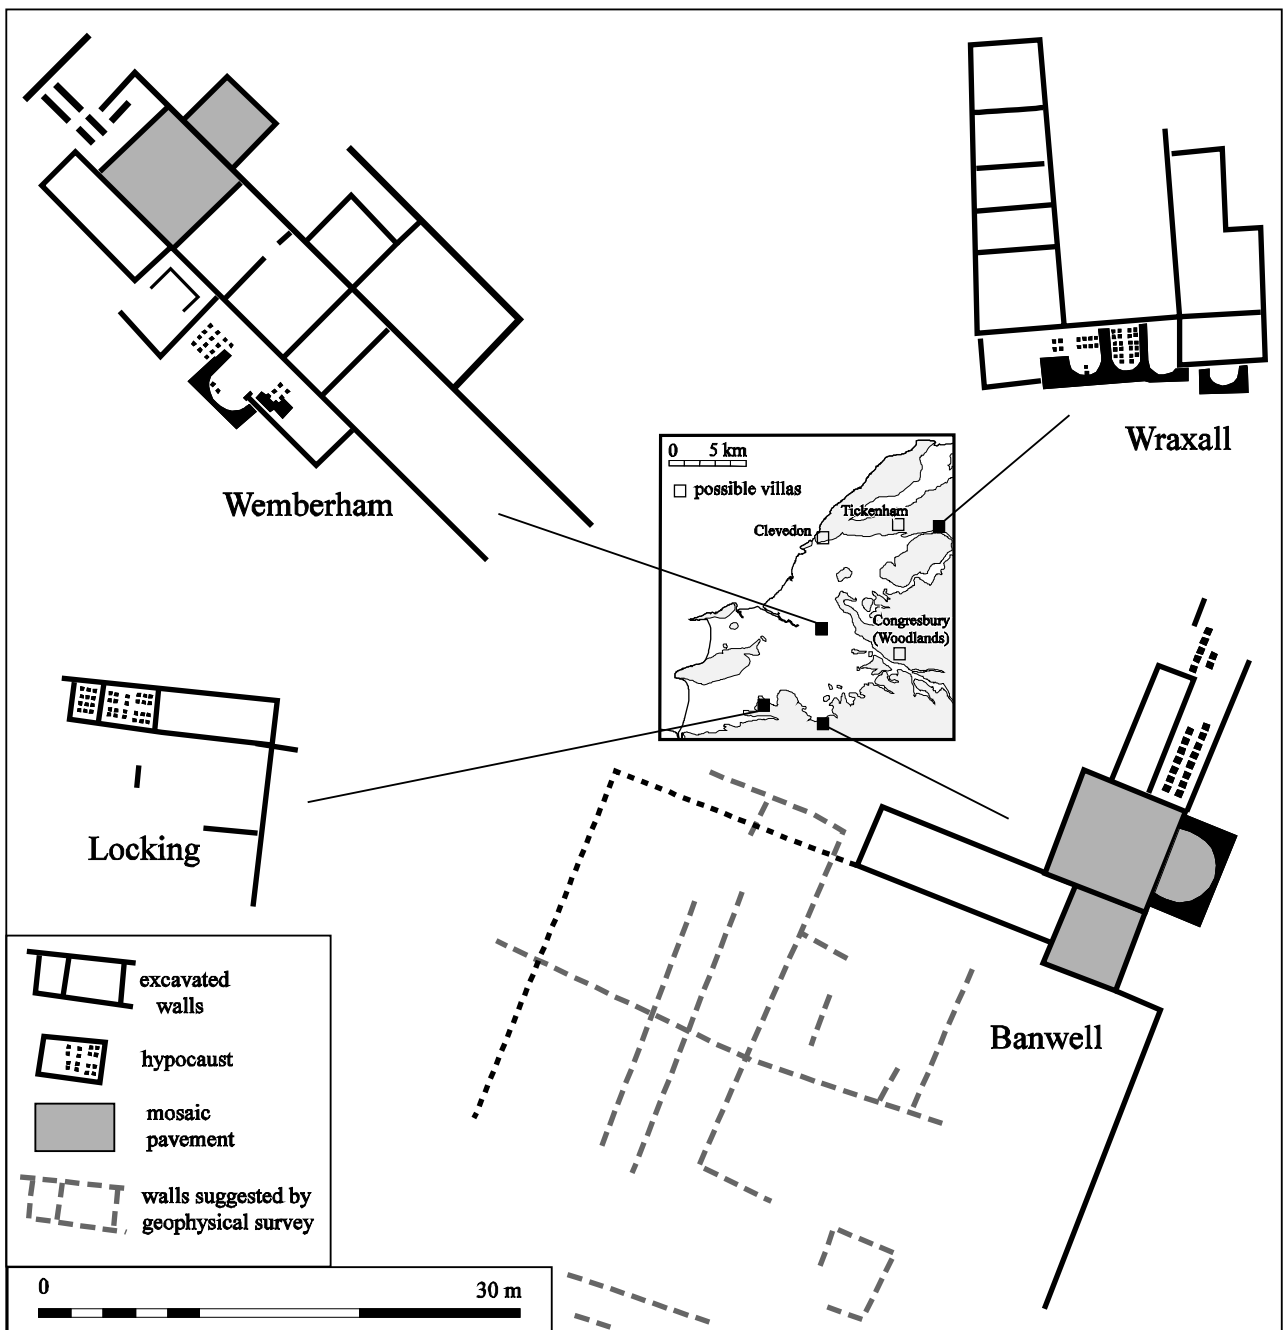 Wemberham
Wraxall
0 5 km
possible villas
Tickenham
Clevedon
Congresbury
(Woodlands)
Locking
Banwell
excavated
walls
hypocaust
mosaic
pavement
walls suggested by
geophysical survey
0 30 m